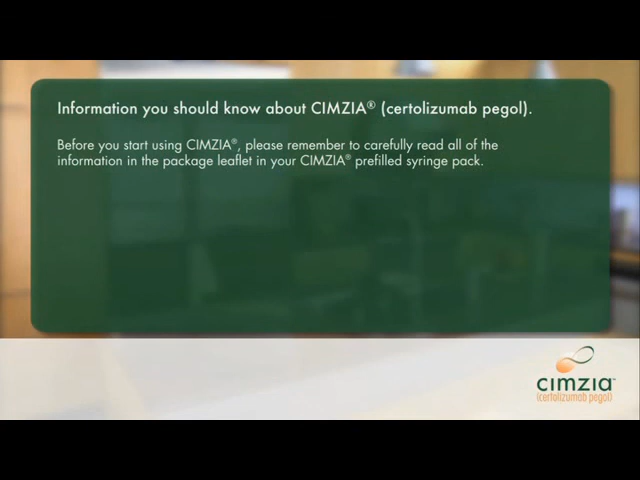 Information you should know about CIMZIA® (certolizumab pegol).
Before you start using CIMZIA®, please remember to carefully read all of the
information in the package leaflet in your CIMZIA® prefilled syringe pack.
cimzia™
(certolizumab pegol)